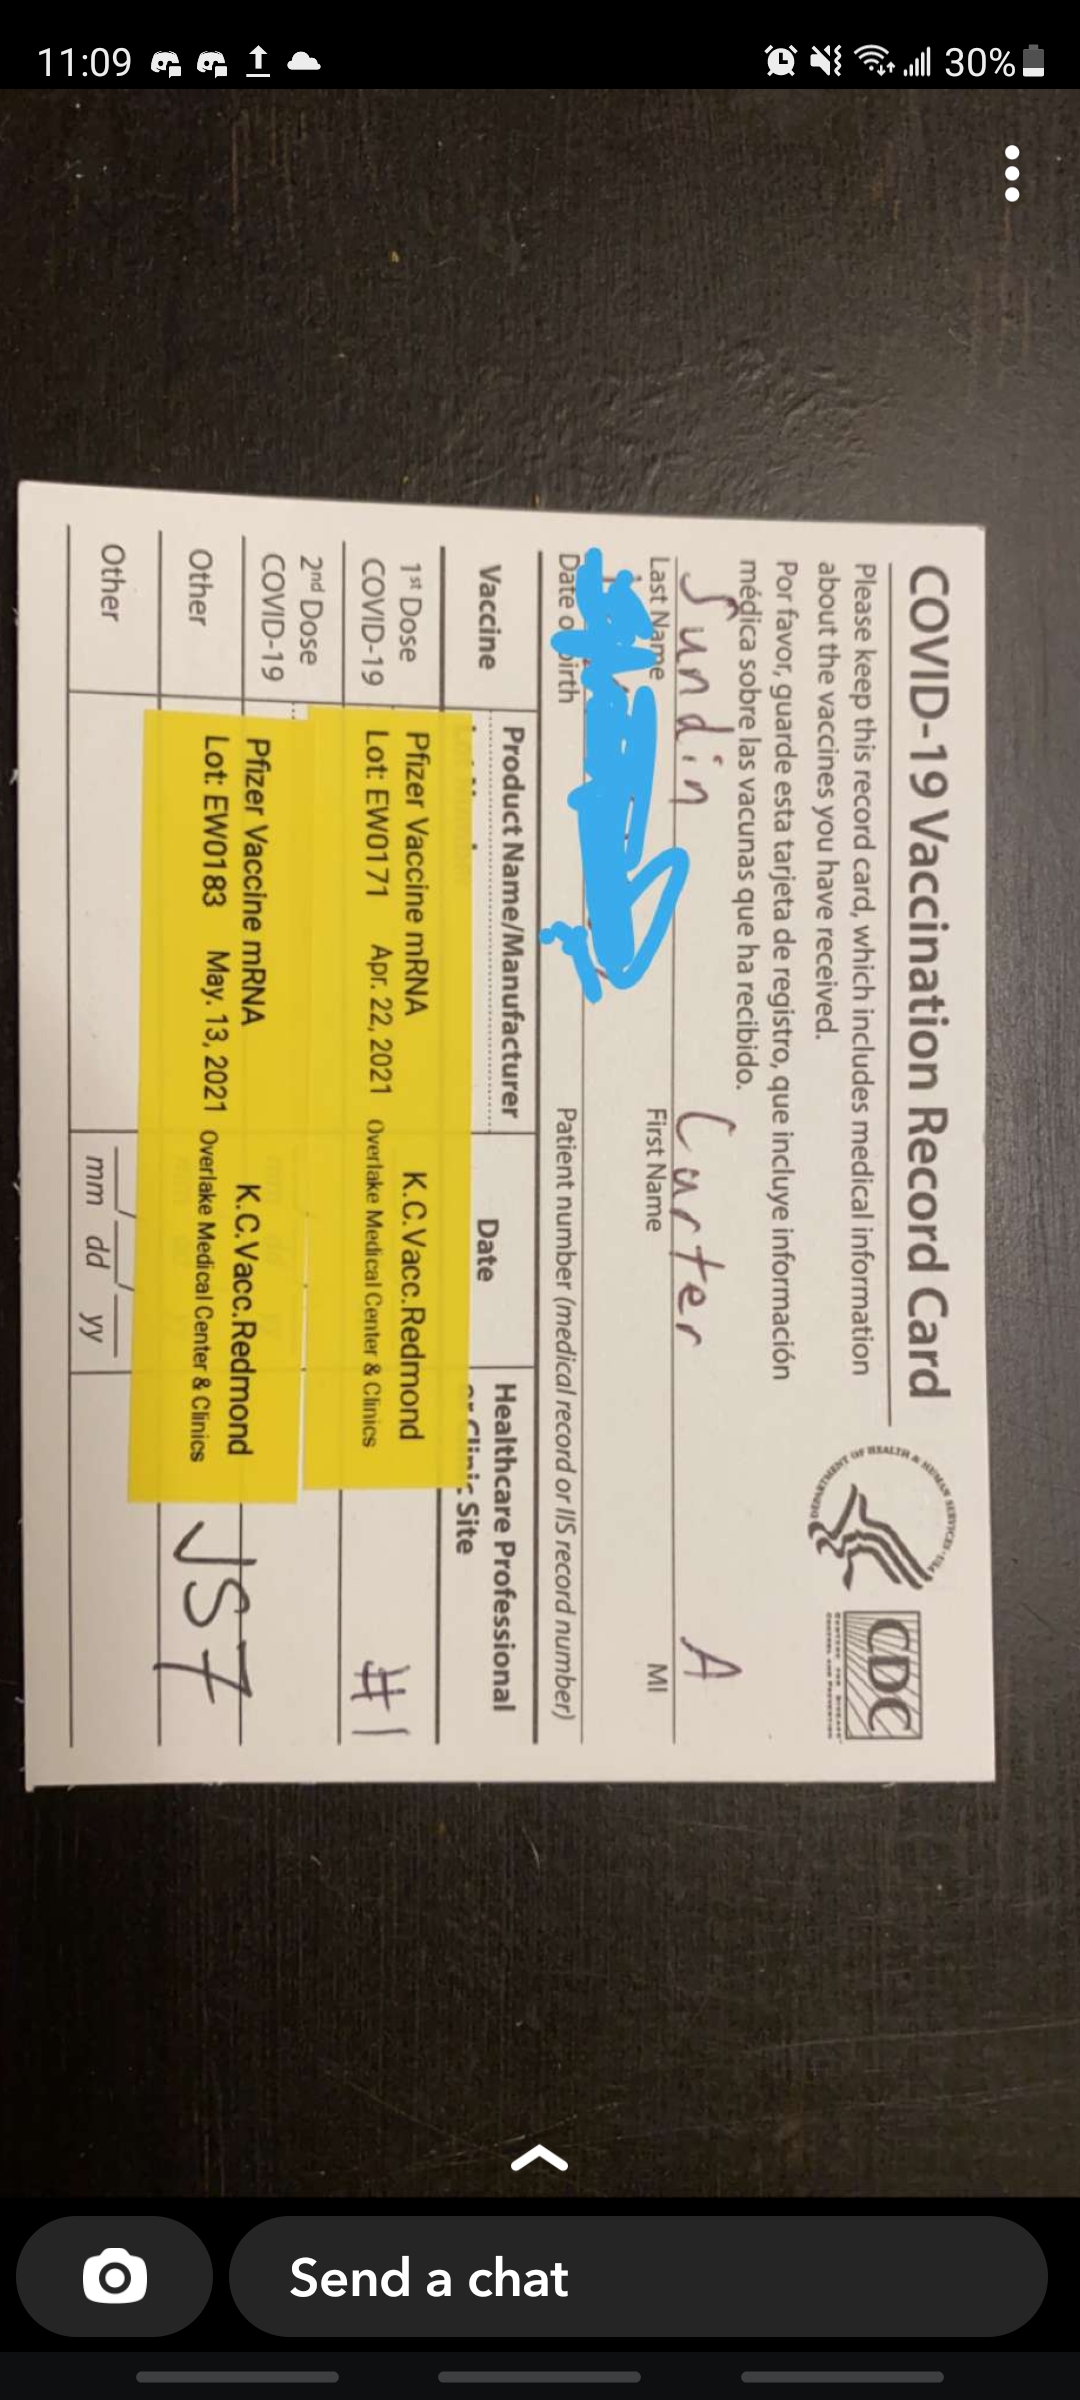 11:09
30%
COVID-19 Vaccination Record Card
Please keep this record card, which includes medical information
about the vaccines you have received.
Por favor, guarde esta tarjeta de registro, que incluye información
médica sobre las vacunas que ha recibido.
DEPARTMENT OF HEALTH & HUMAN SERVICES • USA
CDC
CENTERS FOR DISEASE
CONTROL AND PREVENTION
Sundin Carter A
Last Name First Name MI
Date o birth Patient number (medical record or IIS record number)
Vaccine Product Name/Manufacturer Date Healthcare Professional
or Clinic Site
1st Dose
COVID-19
Pfizer Vaccine mRNA K.C.Vacc.Redmond
Lot: EW0171 Apr. 22, 2021 Overlake Medical Center & Clinics
#1
2nd Dose
COVID-19
Pfizer Vaccine mRNA K.C.Vacc.Redmond
Other
Lot: EW0183 May. 13, 2021 Overlake Medical Center & Clinics
Other
mm dd yy
Send a chat